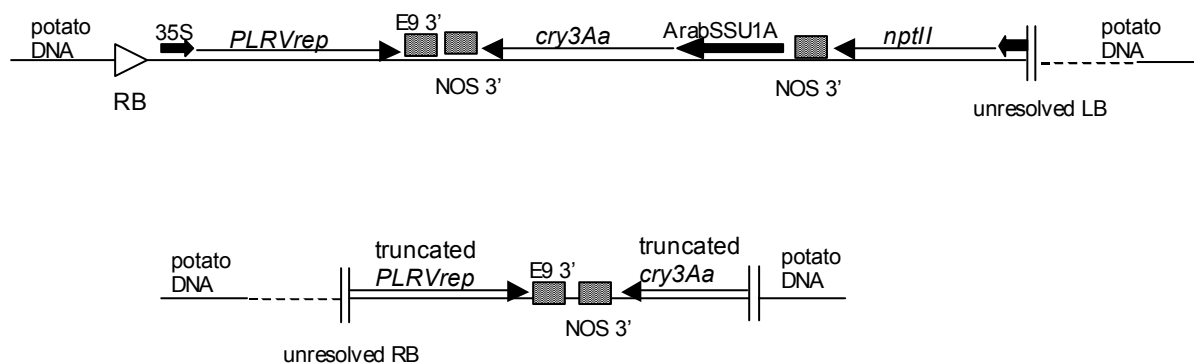 potato DNA
35S
PLRVrep
E9 3’
cry3Aa
ArabSSU1A
nptII
potato DNA
RB
NOS 3’
NOS 3’
unresolved LB
potato DNA
truncated PLRVrep
E9 3’
truncated cry3Aa
potato DNA
NOS 3’
unresolved RB